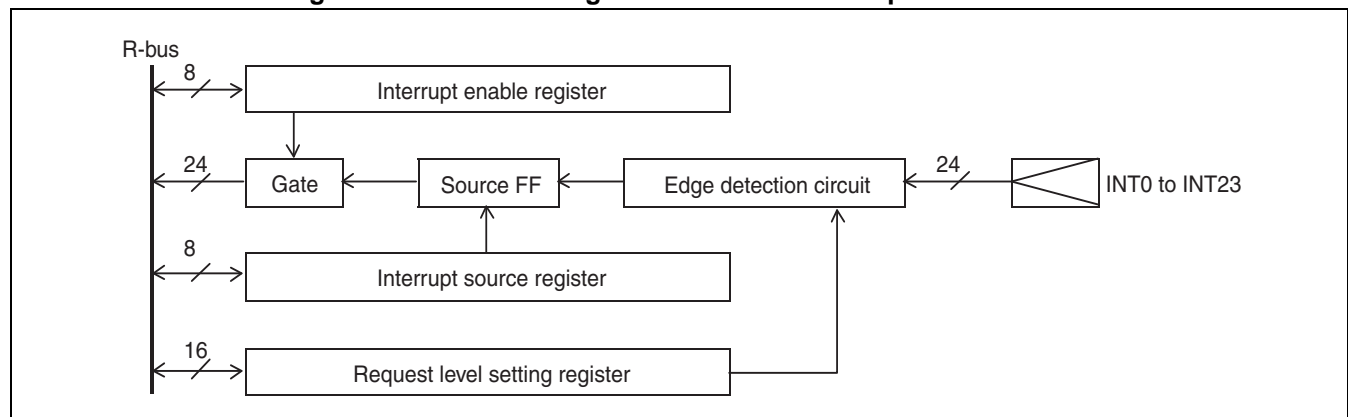 R-bus
8
Interrupt enable register
24
Gate
Source FF
Edge detection circuit
24
INT0 to INT23
8
Interrupt source register
16
Request level setting register